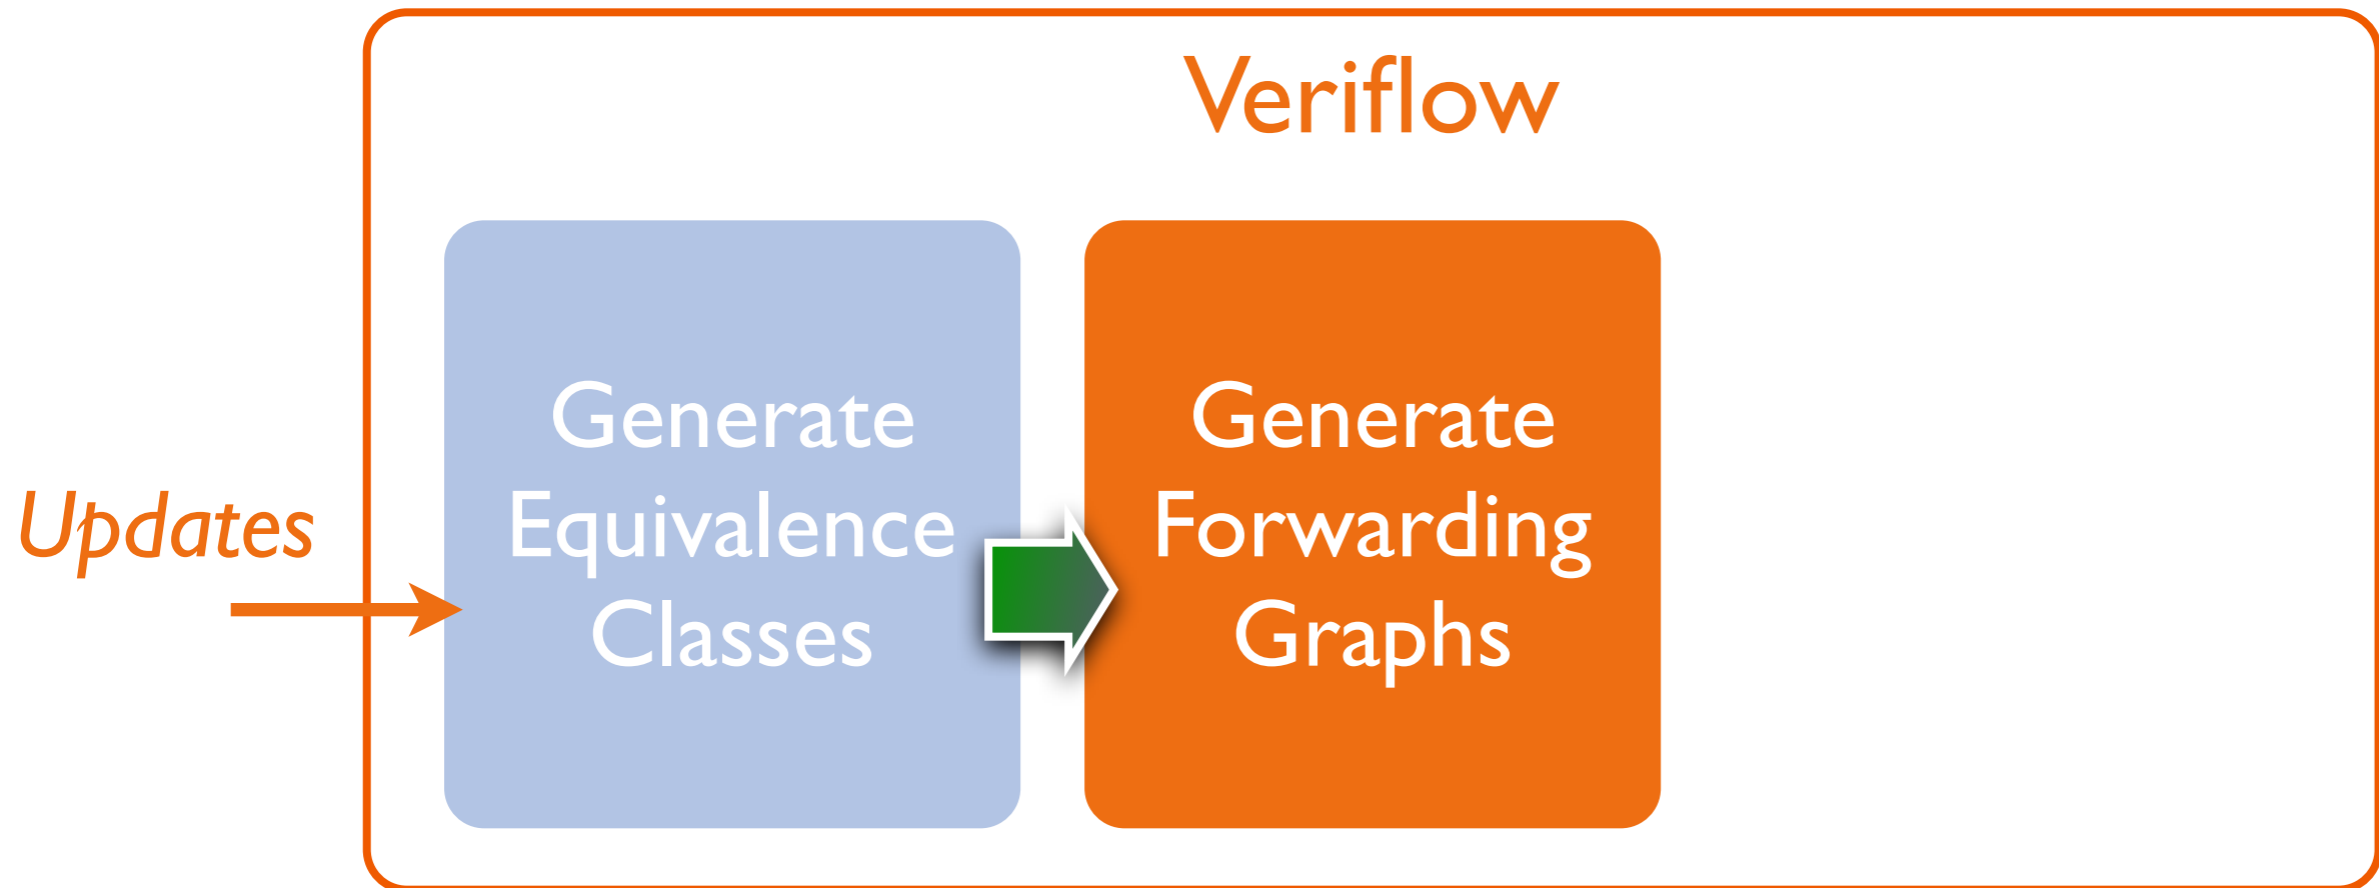 Veriflow
Updates
Generate
Equivalence
Classes
Generate
Forwarding
Graphs